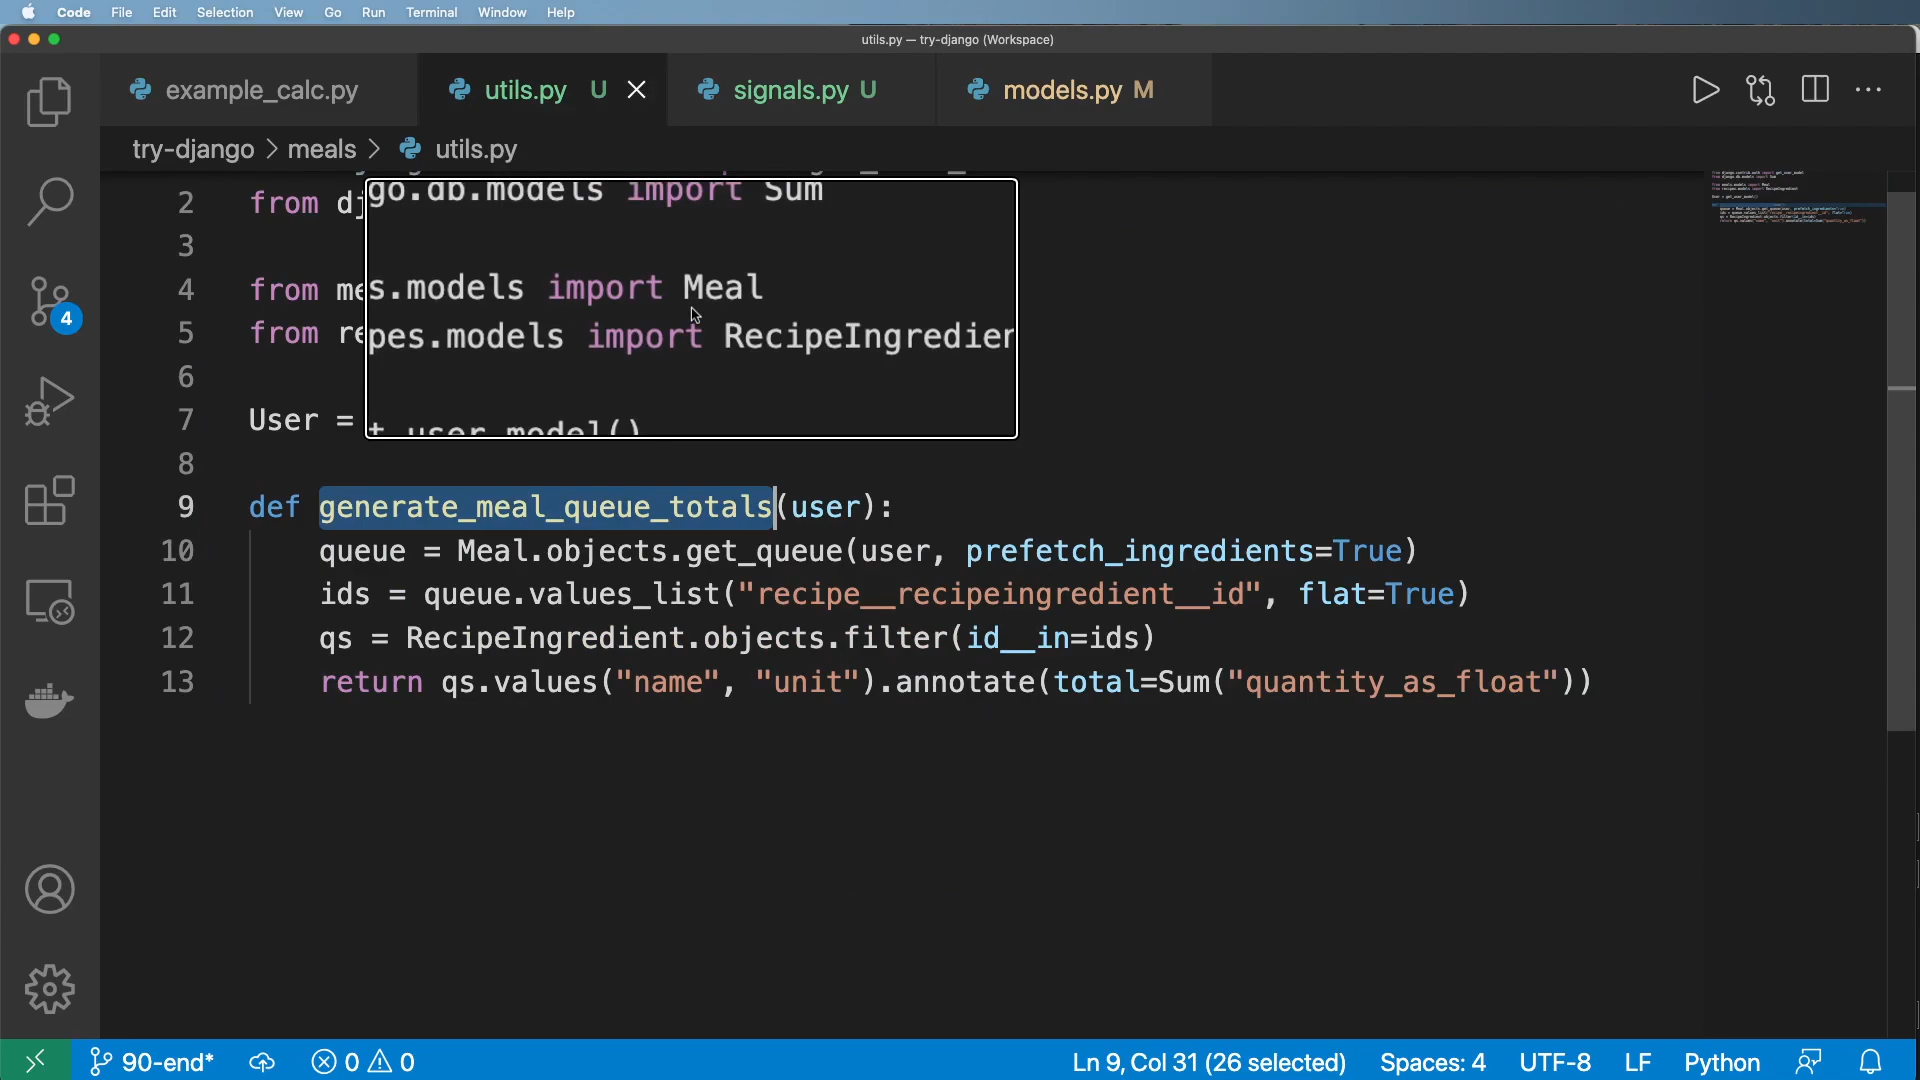 Code File Edit Selection View Go Run Terminal Window Help
utils.py — try-django (Workspace)
example_calc.py utils.py U signals.py U models.py M
try-django > meals > utils.py
2 from dj
go.db.models import Sum
3
4 from me
s.models import Meal
5 from re
pes.models import RecipeIngredien
6
7 User =
t_user_model()
8
9 def generate_meal_queue_totals(user):
10 queue = Meal.objects.get_queue(user, prefetch_ingredients=True)
11 ids = queue.values_list("recipe__recipeingredient__id", flat=True)
12 qs = RecipeIngredient.objects.filter(id__in=ids)
13 return qs.values("name", "unit").annotate(total=Sum("quantity_as_float"))
4
90-end* 0 0 Ln 9, Col 31 (26 selected) Spaces: 4 UTF-8 LF Python